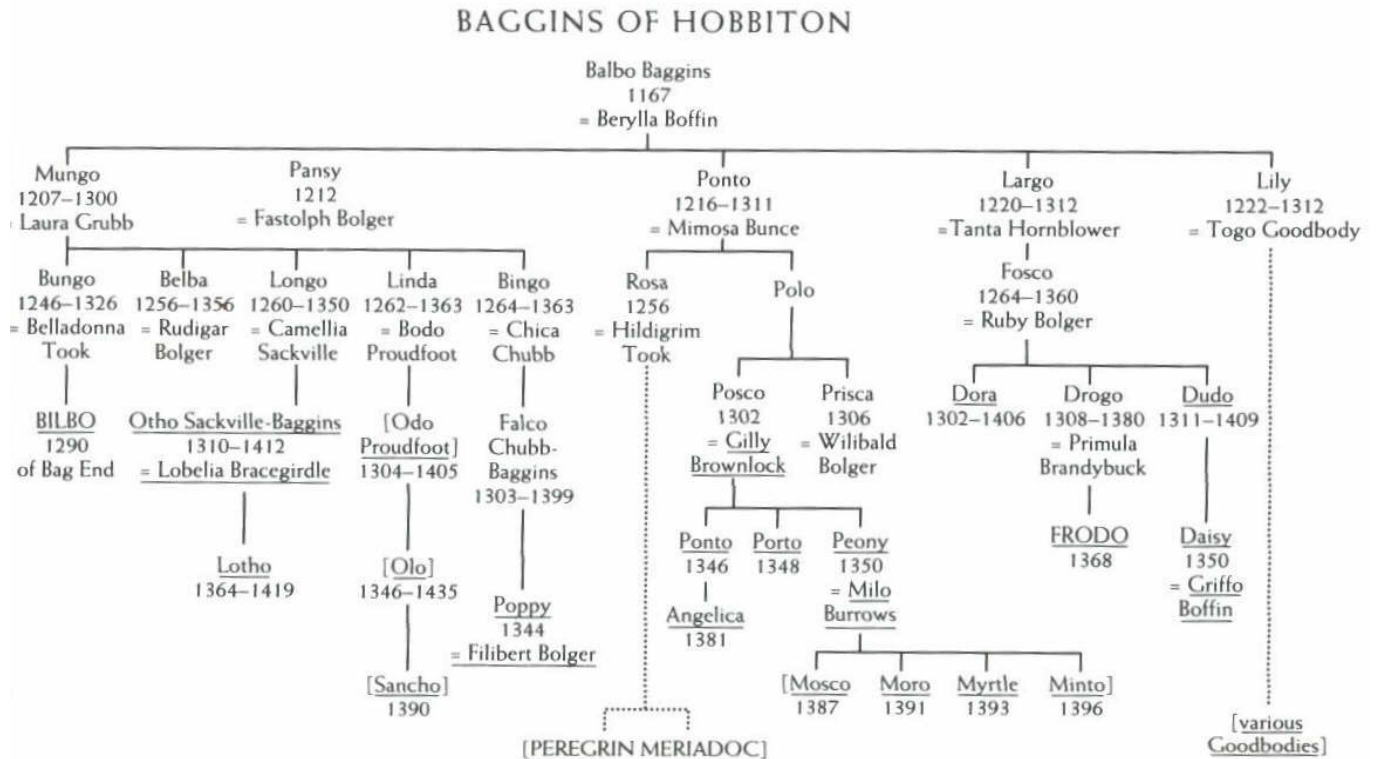 BAGGINS OF HOBBITON
Balbo Baggins
1167
= Berylla Boffin
Mungo
1207–1300
= Laura Grubb
Pansy
1212
= Fastolph Bolger
Ponto
1216–1311
= Mimosa Bunce
Largo
1220–1312
=Tanta Hornblower
Lily
1222–1312
= Togo Goodbody
Bungo
1246–1326
= Belladonna
Took
Belba
1256–1356
= Rudigar
Bolger
Longo
1260–1350
= Camellia
Sackville
Linda
1262–1363
= Bodo
Proudfoot
Bingo
1264–1363
= Chica
Chubb
Rosa
1256
= Hildigrim
Took
Polo
Fosco
1264–1360
= Ruby Bolger
BILBO
1290
of Bag End
Otho Sackville-Baggins
1310–1412
= Lobelia Bracegirdle
[Odo
Proudfoot]
1304–1405
Falco
Chubb-
Baggins
1303–1399
Posco
1302
= Gilly
Brownlock
Prisca
1306
= Wilibald
Bolger
Dora
1302–1406
Drogo
1308–1380
= Primula
Brandybuck
Dudo
1311–1409
Lotho
1364–1419
[Olo]
1346–1435
Poppy
1344
= Filibert Bolger
Ponto
1346
Porto
1348
Peony
1350
= Milo
Burrows
FRODO
1368
Daisy
1350
= Griffo
Boffin
Angelica
1381
[Sancho]
1390
[Mosco
1387
Moro
1391
Myrtle
1393
Minto]
1396
[PEREGRIN MERIADOC]
[various
Goodbodies]